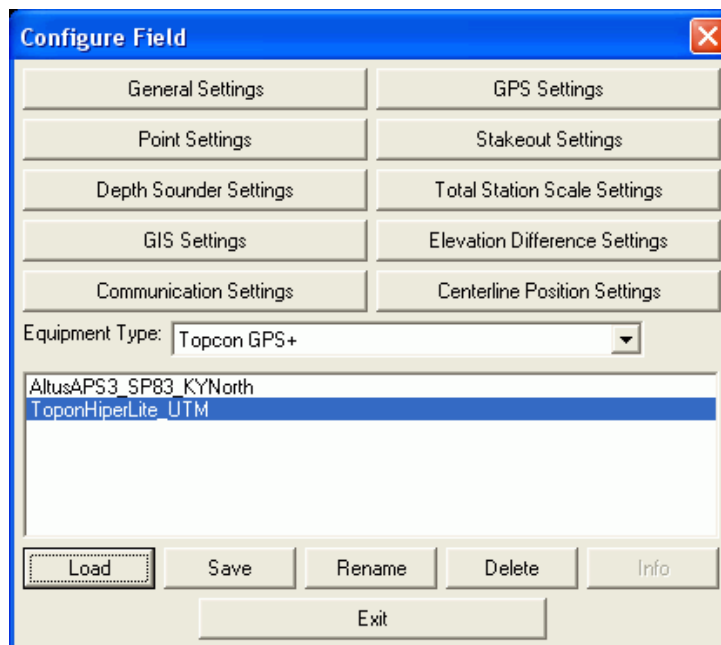 Configure Field
General Settings
GPS Settings
Point Settings
Stakeout Settings
Depth Sounder Settings
Total Station Scale Settings
GIS Settings
Elevation Difference Settings
Communication Settings
Centerline Position Settings
Equipment Type: Topcon GPS+
AltusAPS3_SP83_KYNorth
ToponHiperLite_UTM
Load Save Rename Delete Info
Exit